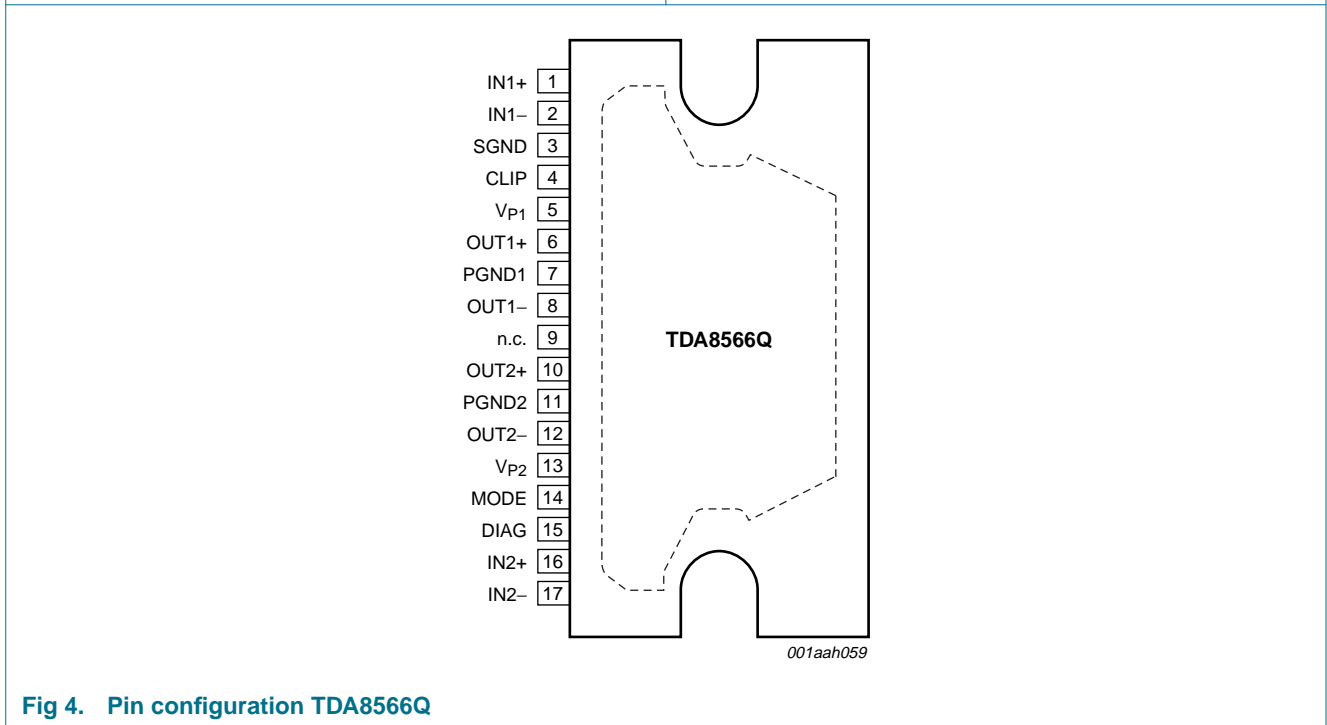 IN1+ 1
IN1− 2
SGND 3
CLIP 4
VP1 5
OUT1+ 6
PGND1 7
OUT1− 8
n.c. 9
TDA8566Q
OUT2+ 10
PGND2 11
OUT2− 12
VP2 13
MODE 14
DIAG 15
IN2+ 16
IN2− 17
001aah059
Fig 4. Pin configuration TDA8566Q